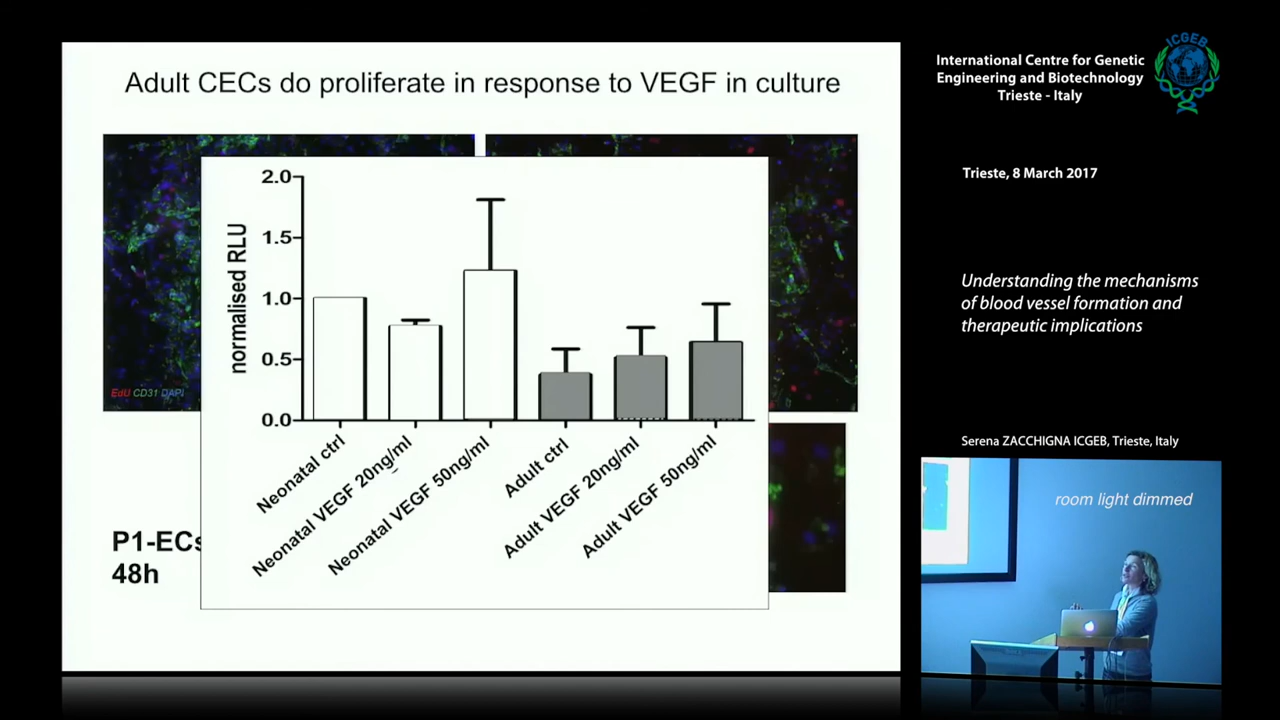 Adult CECs do proliferate in response to VEGF in culture
2.0
1.5
1.0
0.5
0.0
normalised RLU
Neonatal ctrl
Neonatal VEGF 20ng/ml
Neonatal VEGF 50ng/ml
Adult ctrl
Adult VEGF 20ng/ml
Adult VEGF 50ng/ml
EdU CD31 DAPI
P1-ECs
48h
International Centre for Genetic
Engineering and Biotechnology
Trieste - Italy
ICGEB
Trieste, 8 March 2017
Understanding the mechanisms
of blood vessel formation and
therapeutic implications
Serena ZACCHIGNA ICGEB, Trieste, Italy
room light dimmed